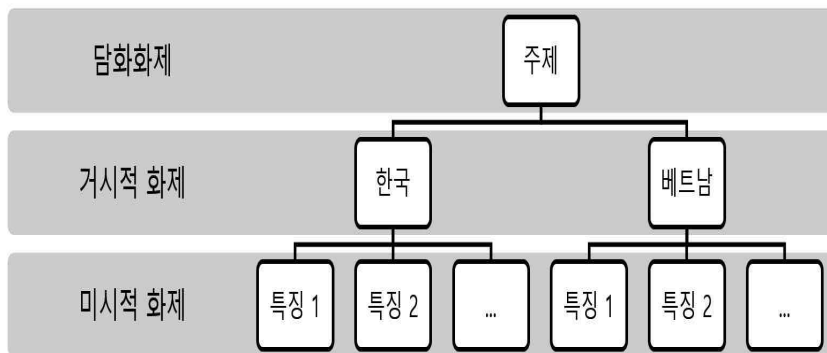 담화화제
주제
거시적 화제
한국
베트남
미시적 화제
특징 1
특징 2
...
특징 1
특징 2
...